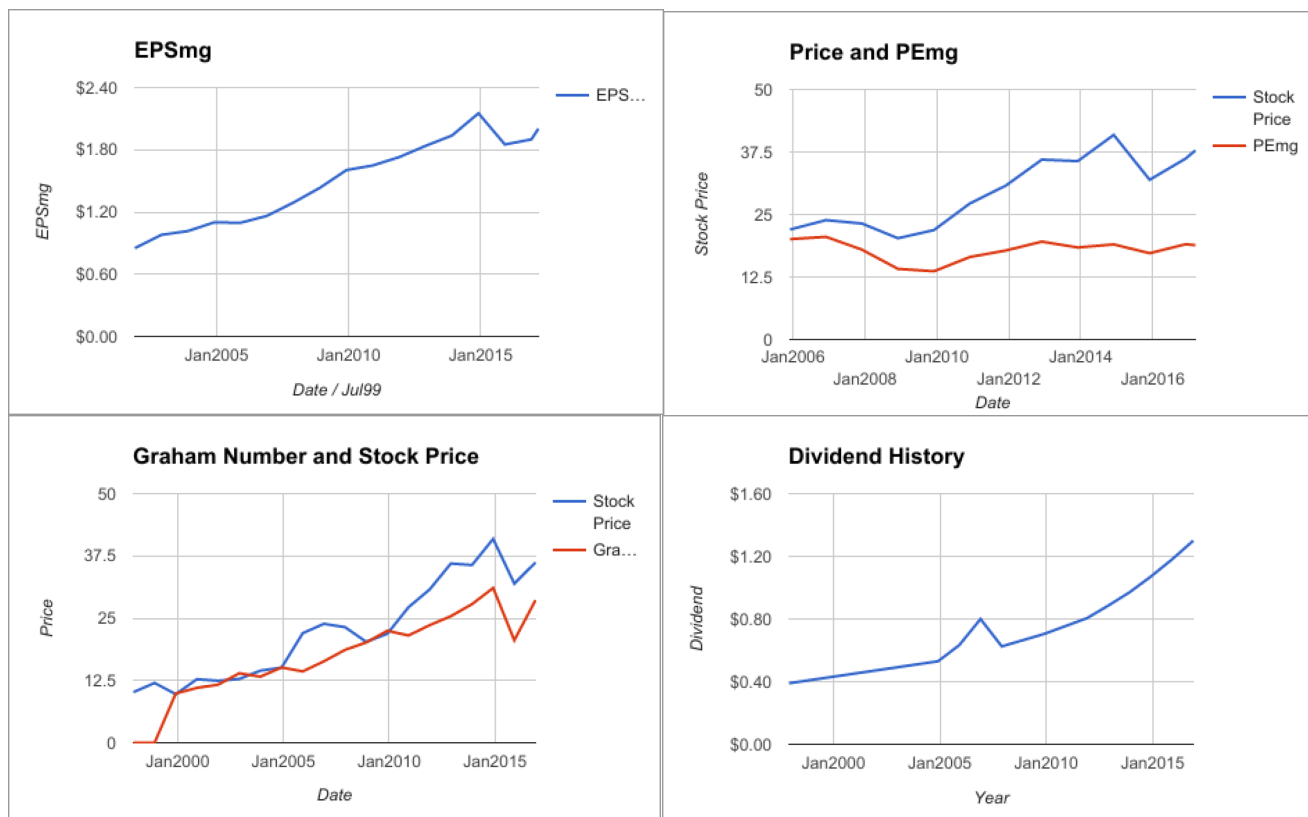 EPSmg
$2.40
$1.80
$1.20
$0.60
$0.00
EPSmg
Jan2005
Jan2010
Jan2015
Date / Jul99
EPS…
Price and PEmg
50
37.5
25
12.5
0
Stock Price
Jan2006
Jan2008
Jan2010
Jan2012
Jan2014
Jan2016
Date
Stock
Price
PEmg
Graham Number and Stock Price
50
37.5
25
12.5
0
Price
Jan2000
Jan2005
Jan2010
Jan2015
Date
Stock
Price
Gra…
Dividend History
$1.60
$1.20
$0.80
$0.40
$0.00
Dividend
Jan2000
Jan2005
Jan2010
Jan2015
Year